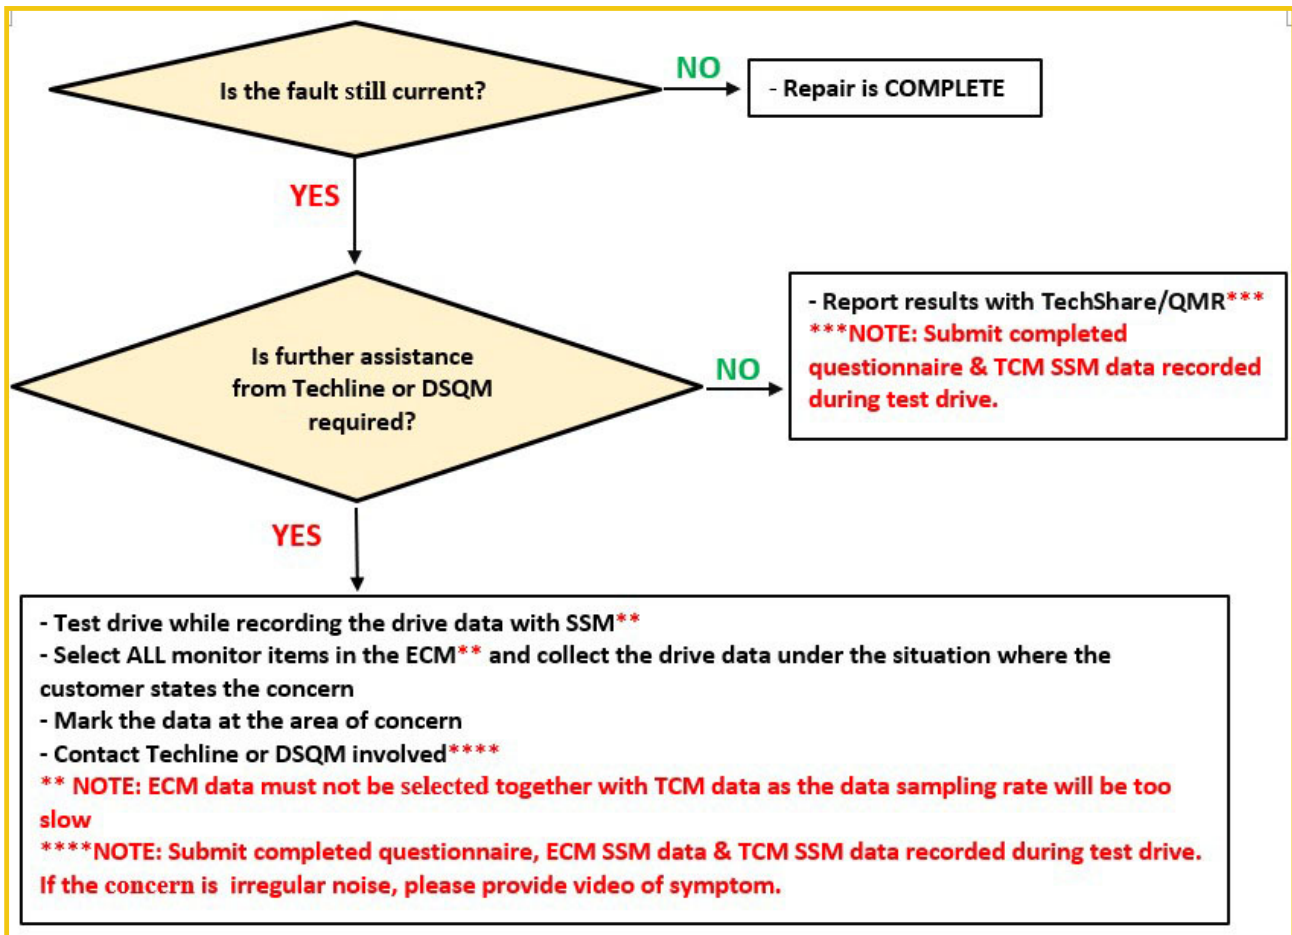 Is the fault still current?
NO
- Repair is COMPLETE
YES
Is further assistance
from Techline or DSQM
required?
NO
- Report results with TechShare/QMR***
***NOTE: Submit completed
questionnaire & TCM SSM data recorded
during test drive.
YES
- Test drive while recording the drive data with SSM**
- Select ALL monitor items in the ECM** and collect the drive data under the situation where the
customer states the concern
- Mark the data at the area of concern
- Contact Techline or DSQM involved****
** NOTE: ECM data must not be selected together with TCM data as the data sampling rate will be too
slow
****NOTE: Submit completed questionnaire, ECM SSM data & TCM SSM data recorded during test drive.
If the concern is irregular noise, please provide video of symptom.